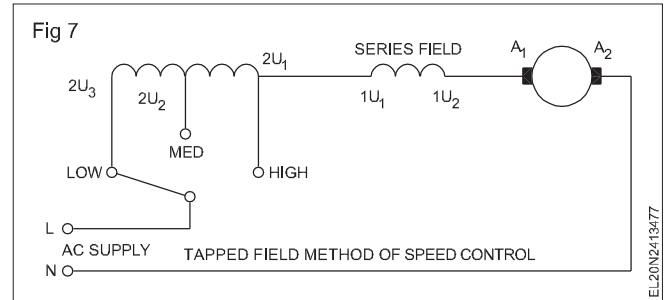 Fig 7
2U3
2U2
2U1
SERIES FIELD
A1
A2
1U1
1U2
MED
LOW
HIGH
L
AC SUPPLY
N
TAPPED FIELD METHOD OF SPEED CONTROL
EL20N2413477